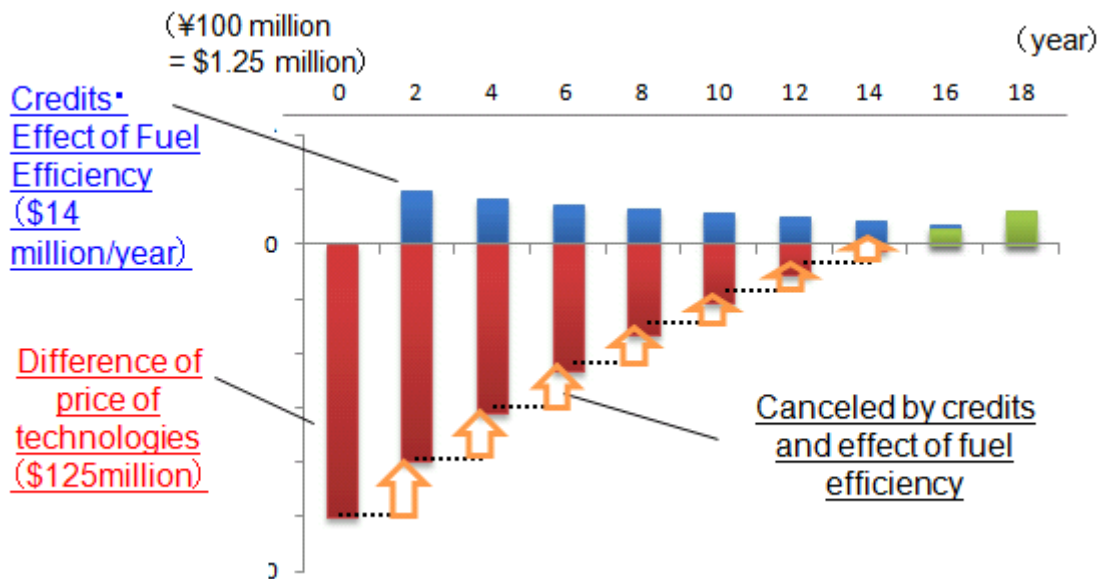 （¥100 million
= $1.25 million）
（year）
0 2 4 6 8 10 12 14 16 18
Credits・
Effect of Fuel
Efficiency
（$14
million/year）
0
Difference of
price of
technologies
（$125million）
Canceled by credits
and effect of fuel
efficiency